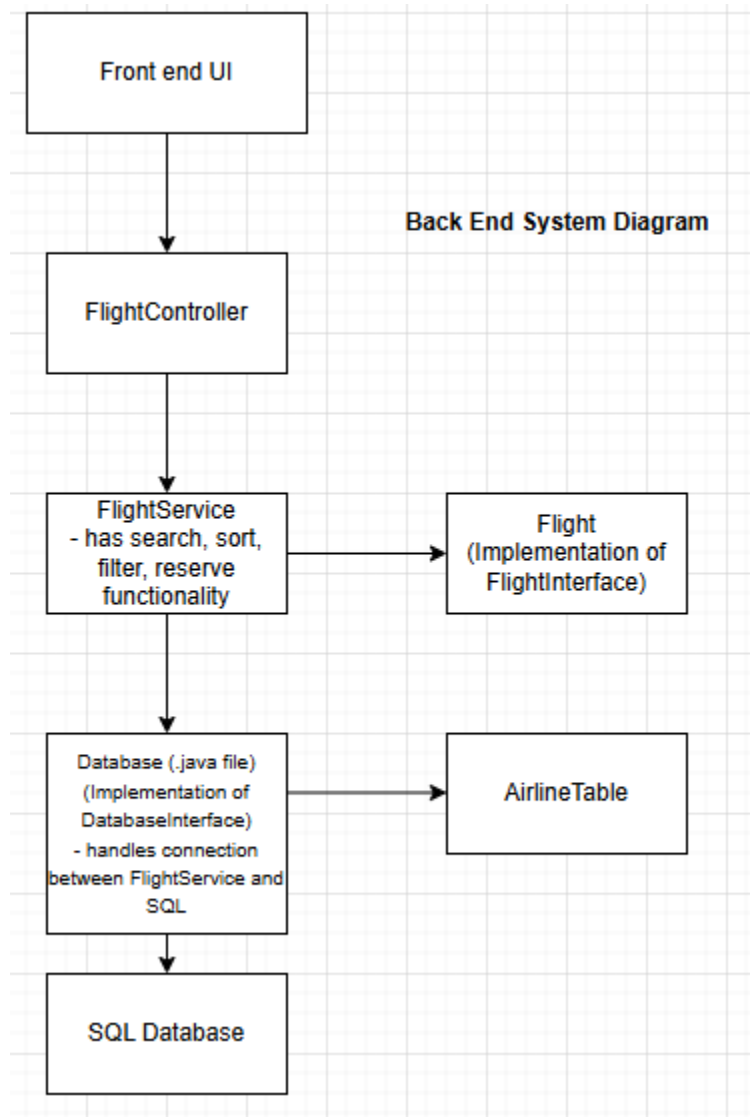 Front end UI
Back End System Diagram
FlightController
FlightService
- has search, sort,
filter, reserve
functionality
Flight
(Implementation of
FlightInterface)
Database (.java file)
(Implementation of
DatabaseInterface)
- handles connection
between FlightService and
SQL
AirlineTable
SQL Database